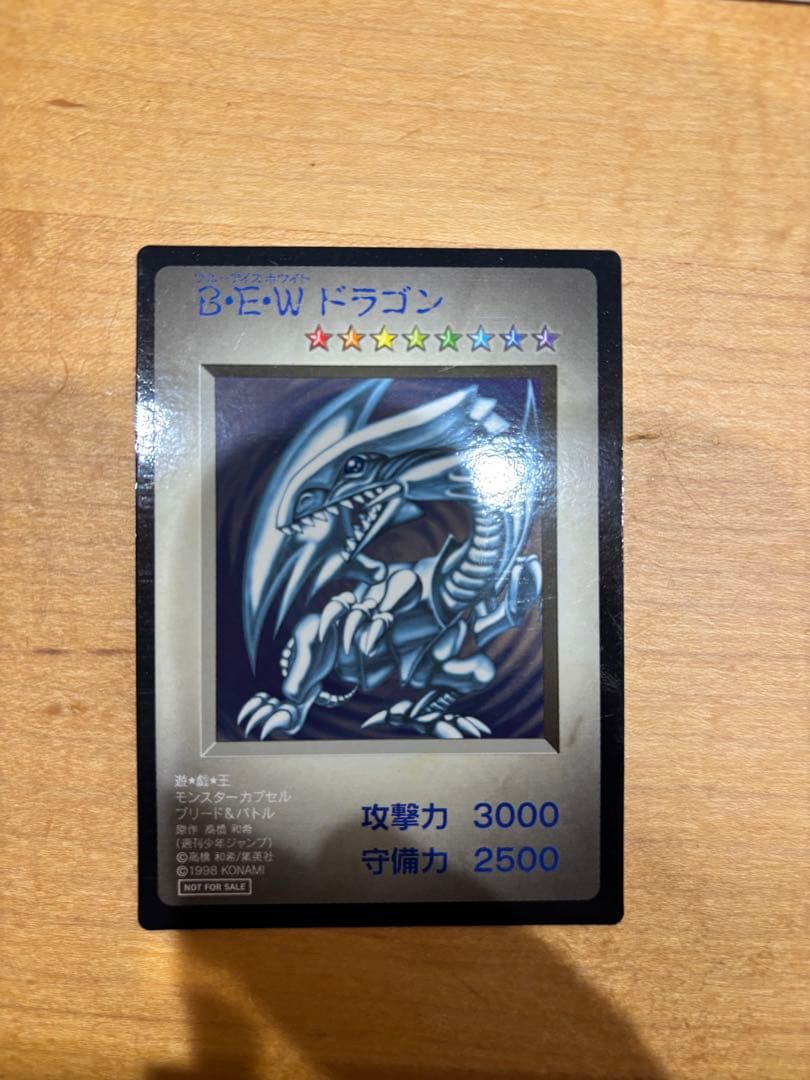 ブルーアイズホワイト
B・E・W ドラゴン
遊★戯★王
モンスターカプセル
ブリード&バトル
原作 高橋 和希
(週刊少年ジャンプ)
©高橋 和希/集英社
©1998 KONAMI
NOT FOR SALE
攻撃力 3000
守備力 2500